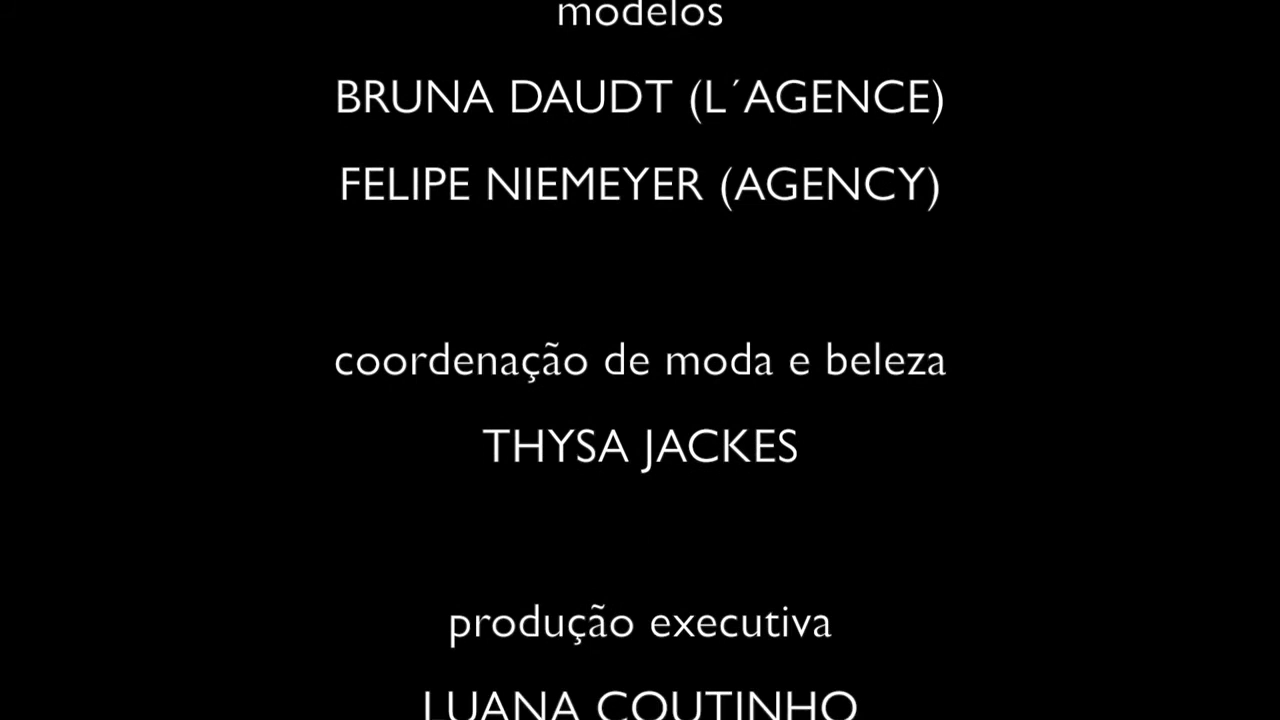 modelos
BRUNA DAUDT (L´AGENCE)
FELIPE NIEMEYER (AGENCY)
coordenação de moda e beleza
THYSA JACKES
produção executiva
LUANA COUTINHO